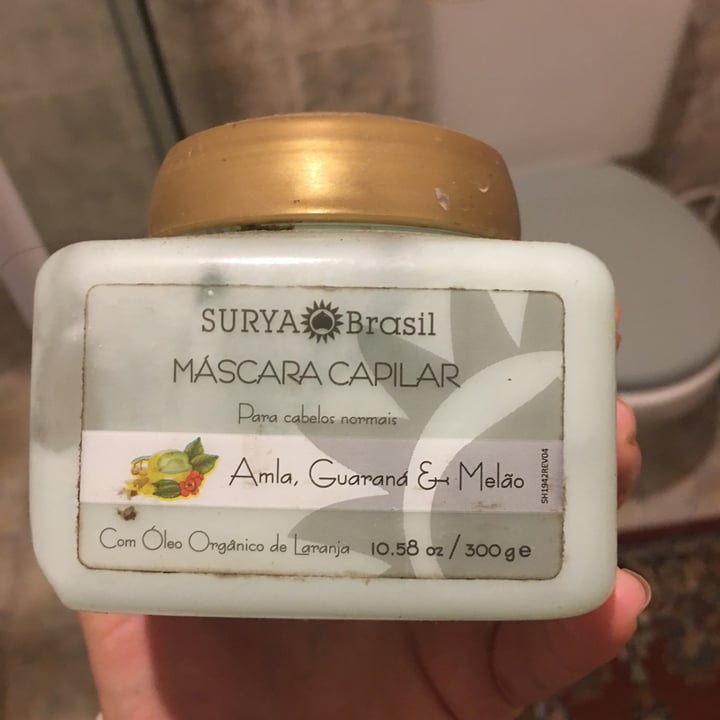 SURYA Brasil
MÁSCARA CAPILAR
Para cabelos normais
Amla, Guaraná & Melão
SH1942REV04
Com Óleo Orgânico de Laranja 10.58 oz / 300 g e